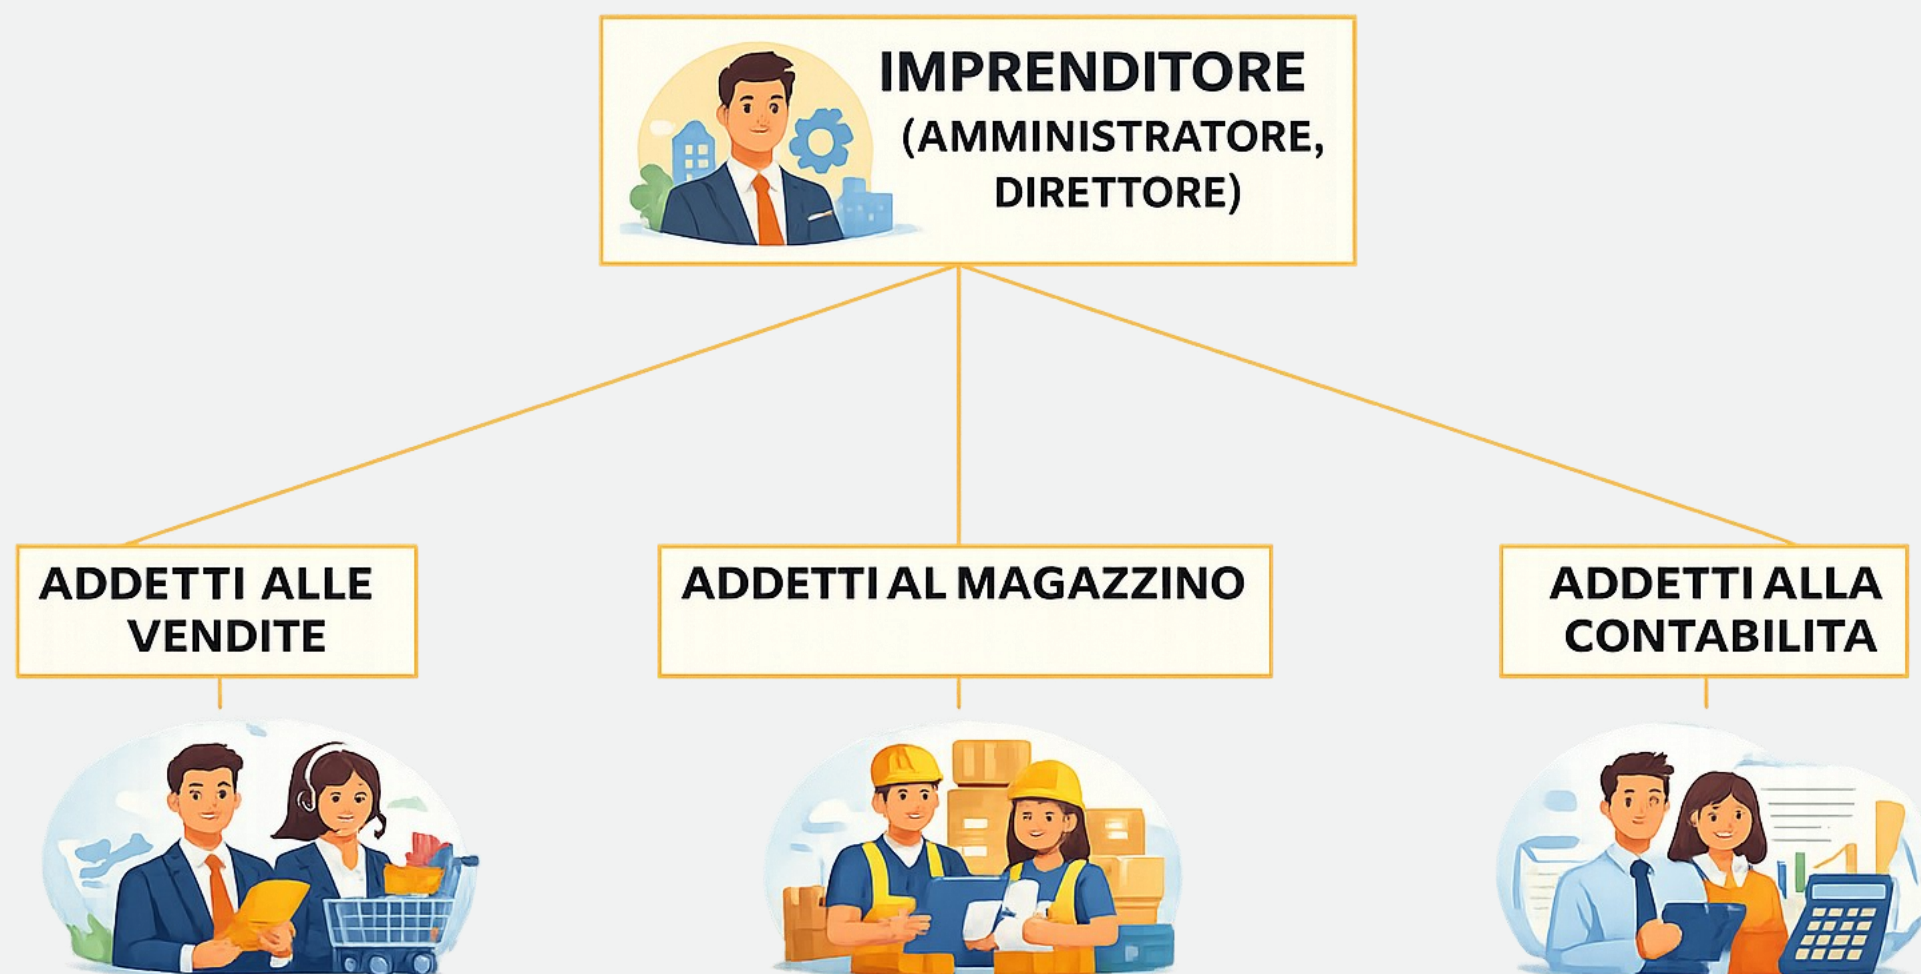 IMPRENDITORE
(AMMINISTRATORE,
DIRETTORE)
ADDETTI ALLE
VENDITE
ADDETTI AL MAGAZZINO
ADDETTI ALLA
CONTABILITA